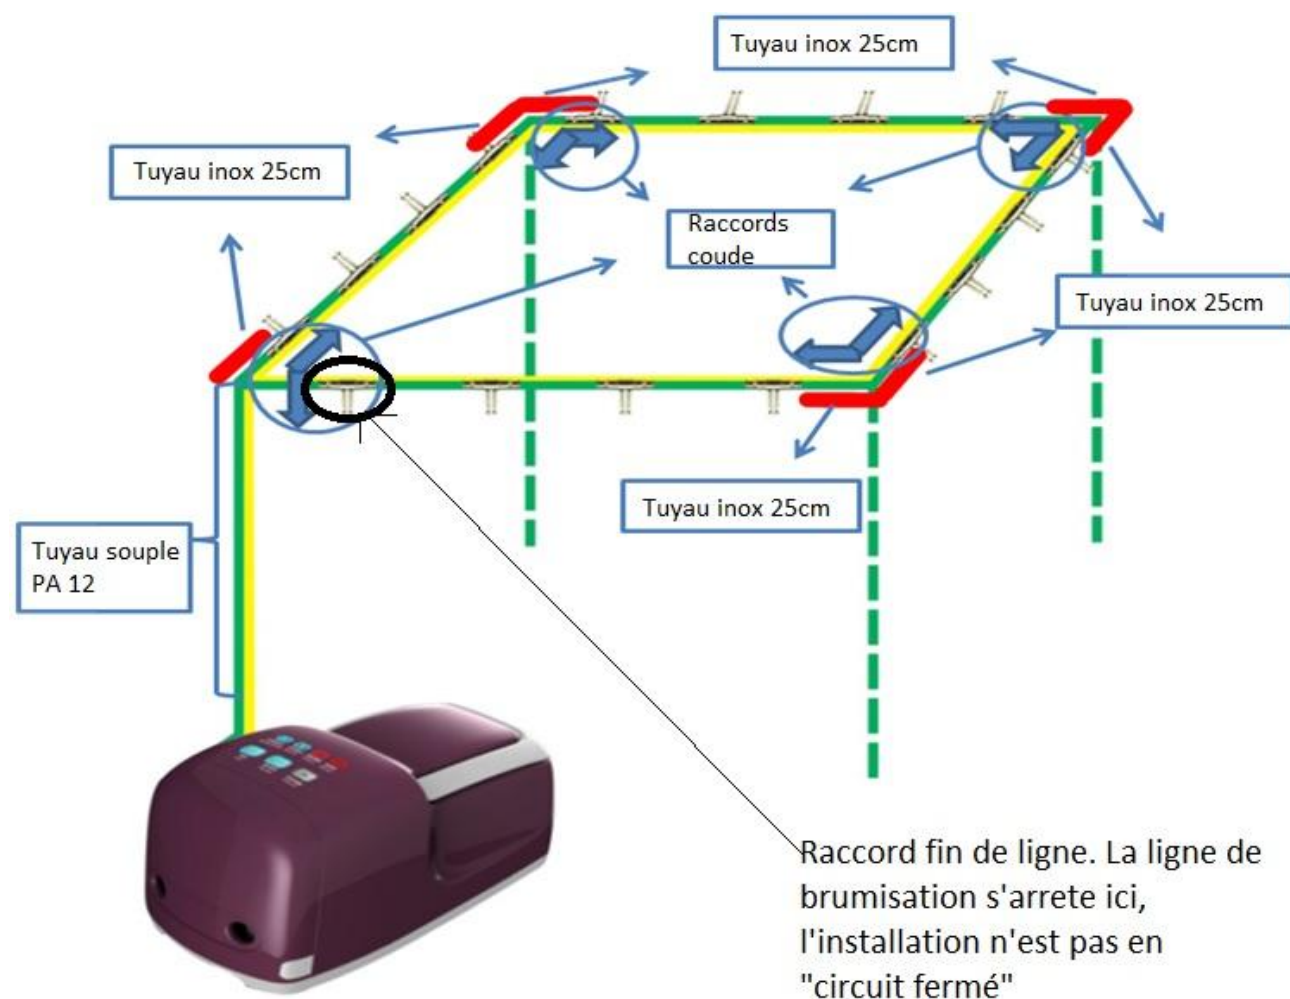 Tuyau inox 25cm
Tuyau inox 25cm
Raccords
coude
Tuyau inox 25cm
Tuyau inox 25cm
Tuyau souple
PA 12
Raccord fin de ligne. La ligne de
brumisation s'arrete ici,
l'installation n'est pas en
"circuit fermé"